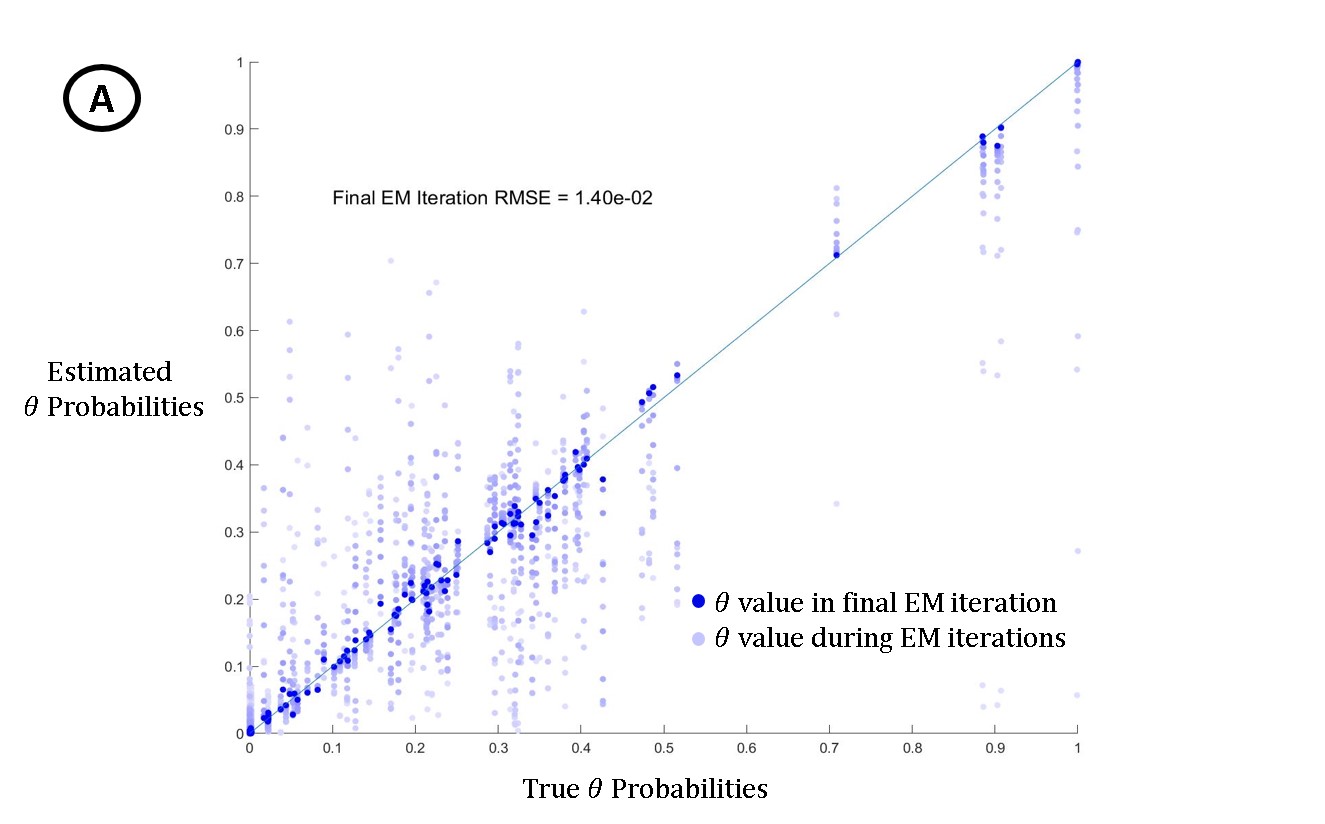 A
1
0.9
0.8
0.7
0.6
0.5
0.4
0.3
0.2
0.1
0
Final EM Iteration RMSE = 1.40e-02
Estimated
θ Probabilities
θ value in final EM iteration
θ value during EM iterations
0 0.1 0.2 0.3 0.4 0.5 0.6 0.7 0.8 0.9 1
True θ Probabilities